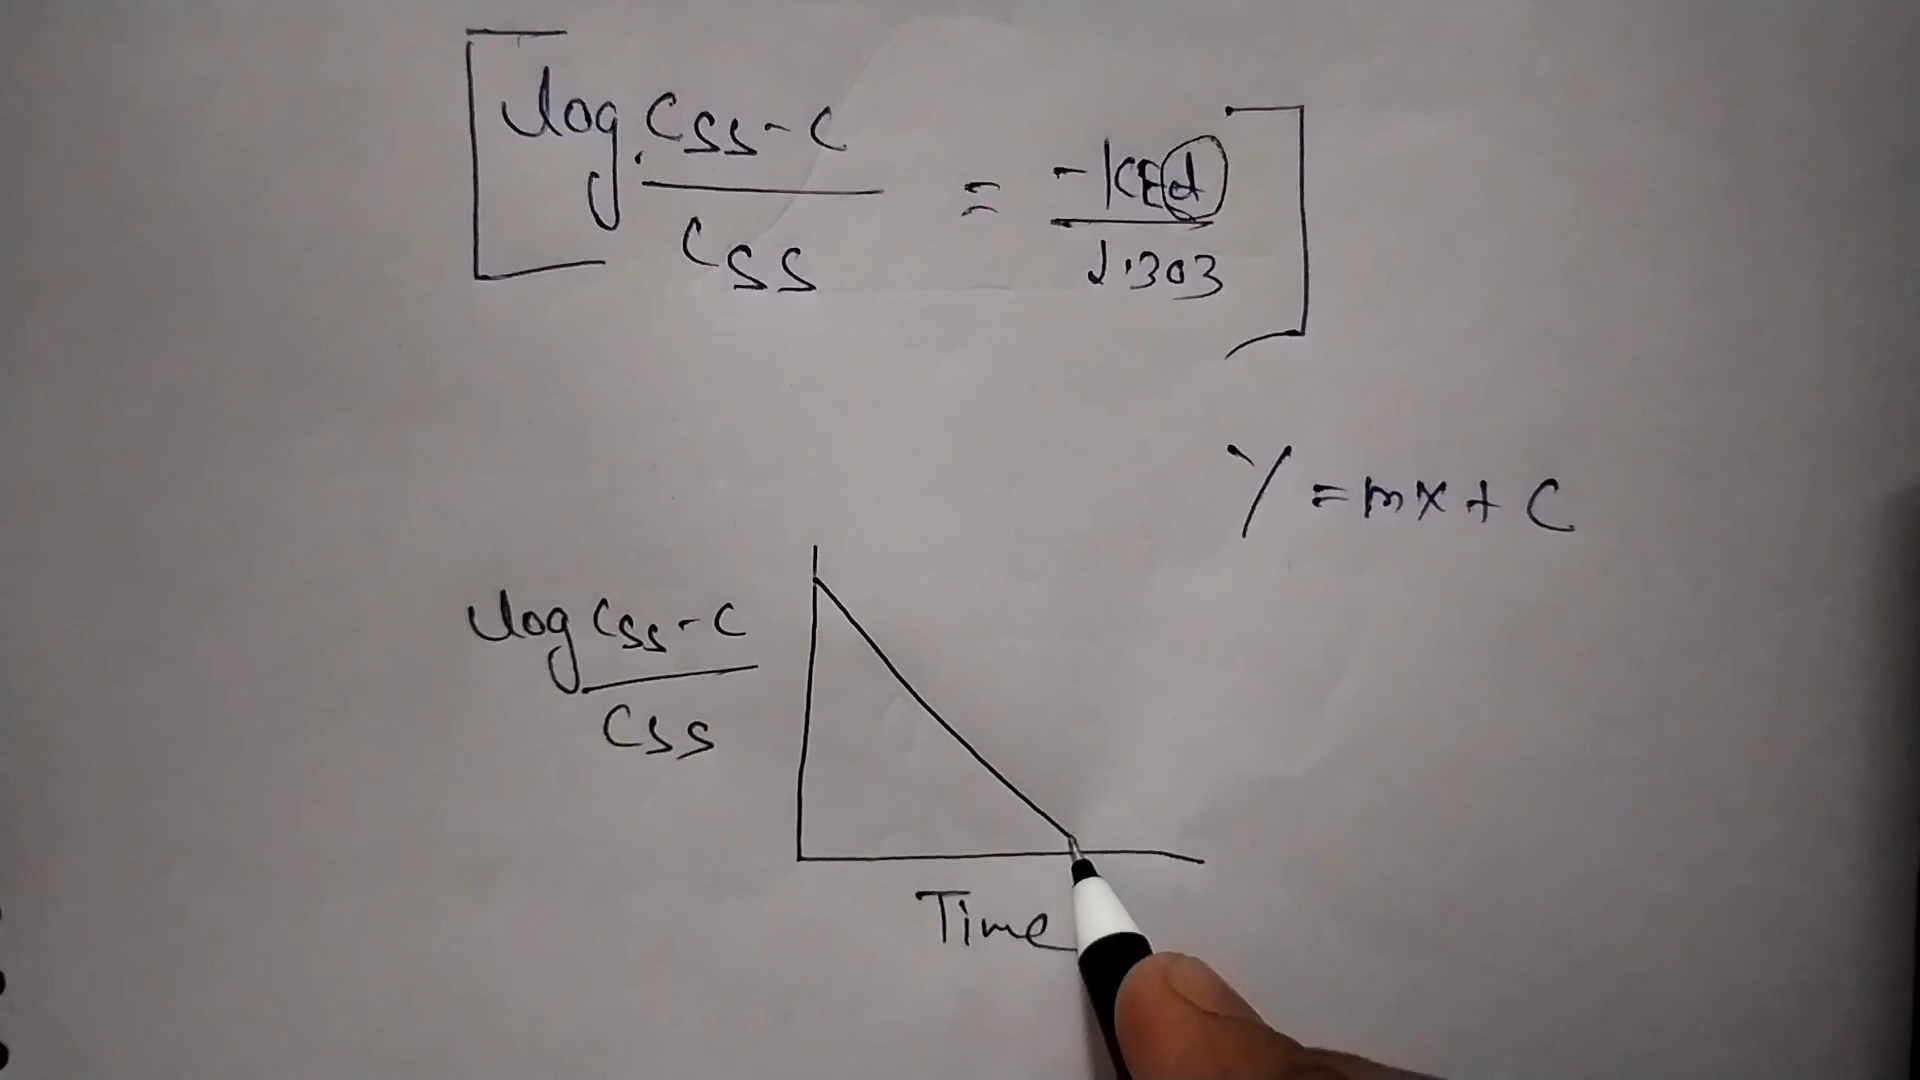 log Css-C
Css
= -KEt
2.303
Y = mx + C
log Css-C
Css
Time